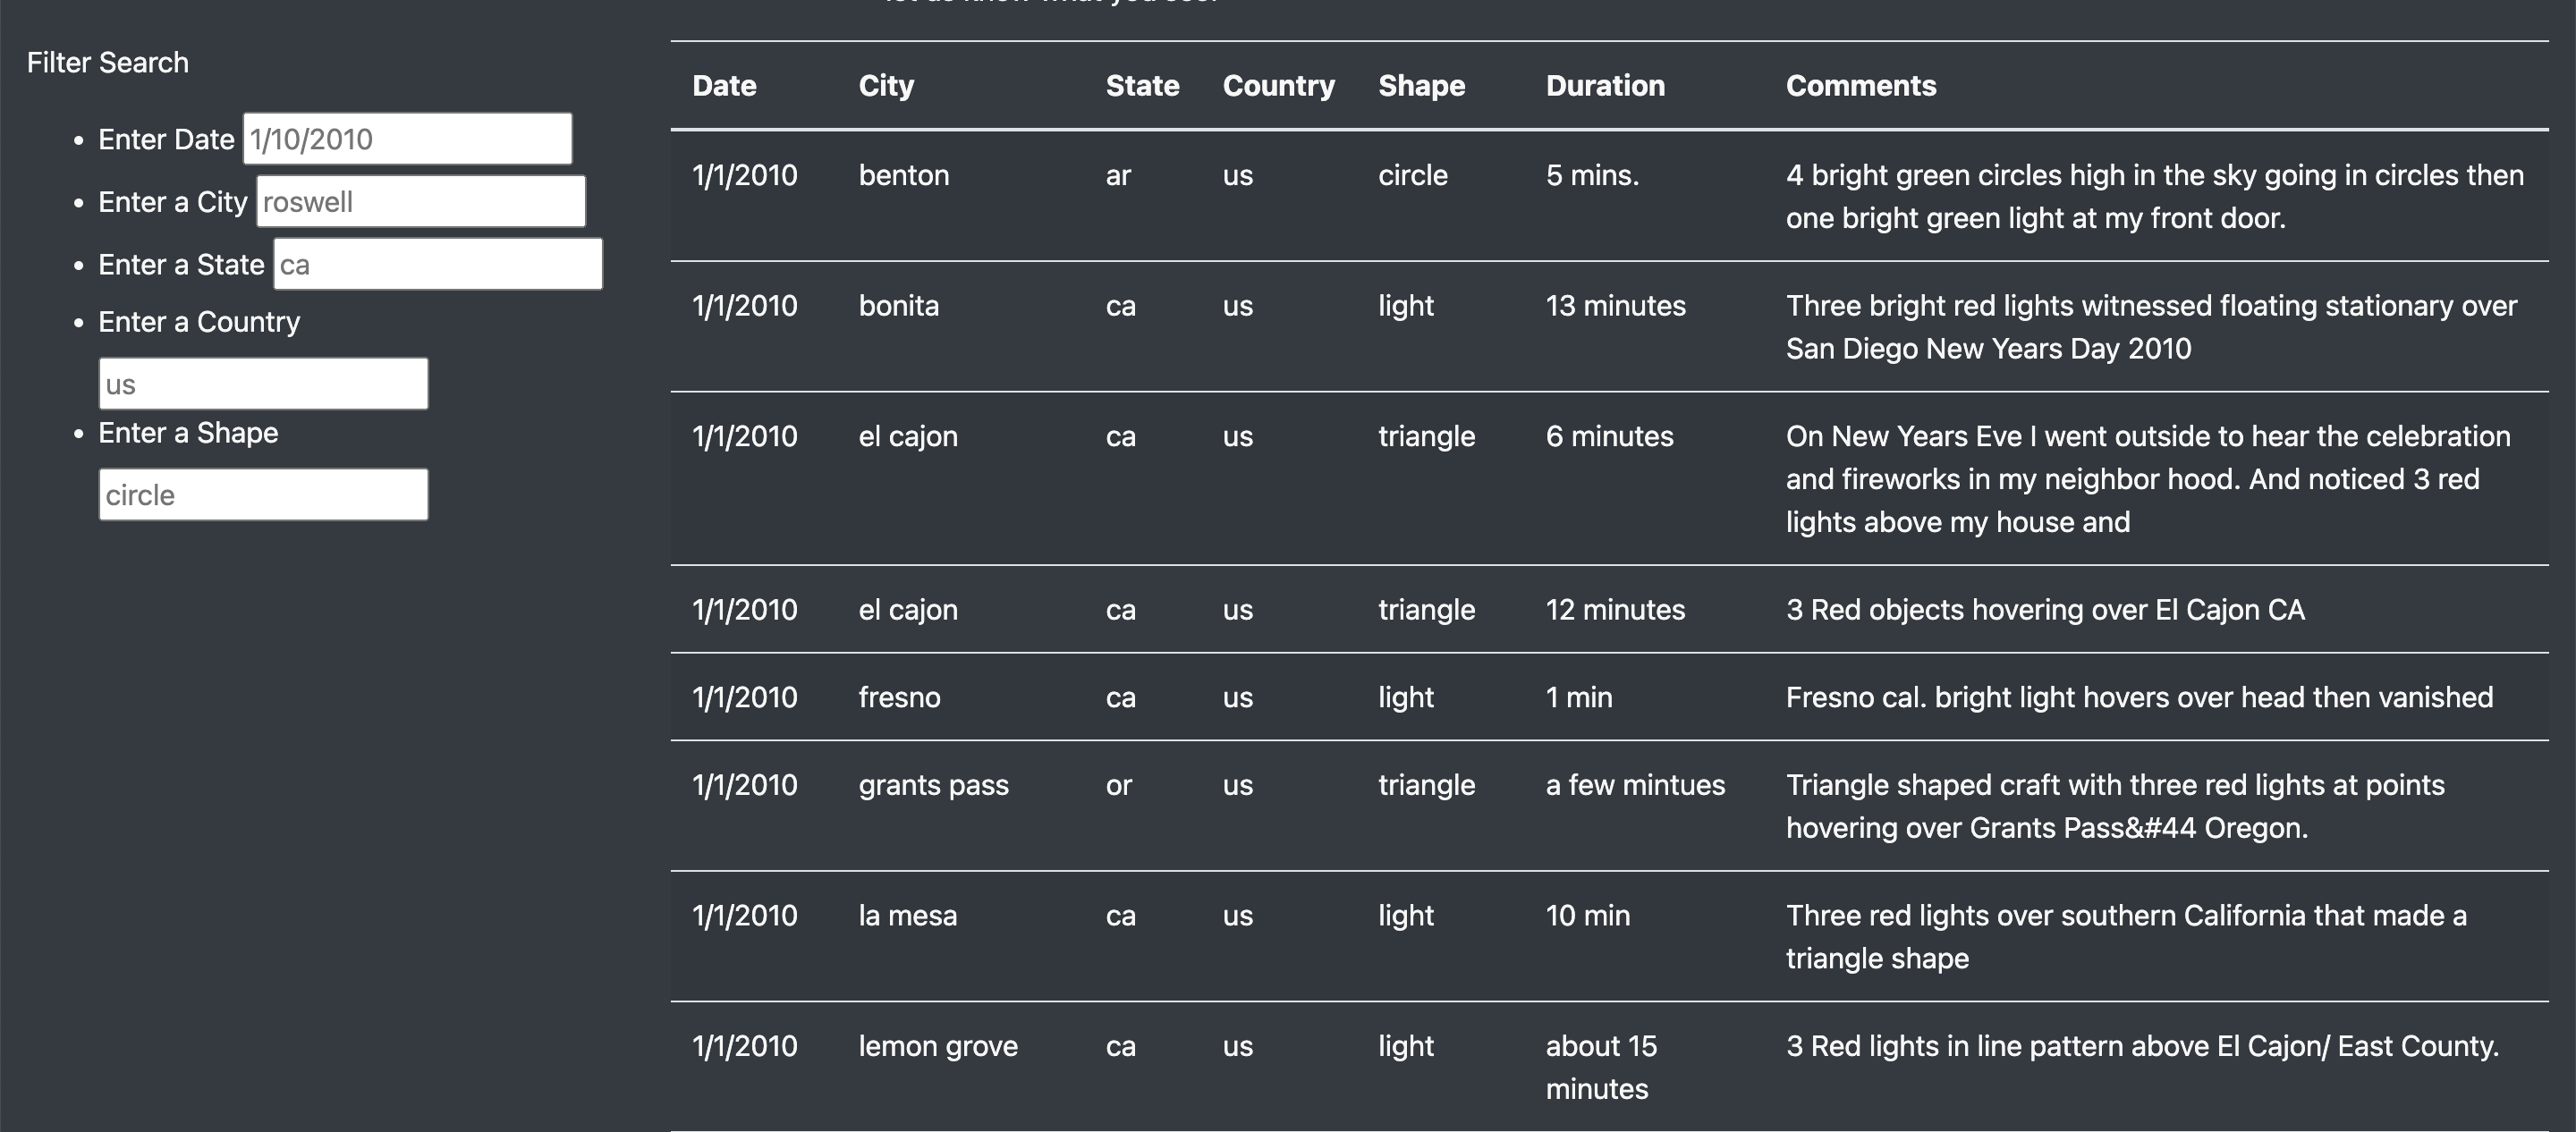 let us know what you see!
Filter Search
Enter Date 1/10/2010
Enter a City roswell
Enter a State ca
Enter a Country
us
Enter a Shape
circle
Date City State Country Shape Duration Comments
1/1/2010 benton ar us circle 5 mins. 4 bright green circles high in the sky going in circles then
one bright green light at my front door.
1/1/2010 bonita ca us light 13 minutes Three bright red lights witnessed floating stationary over
San Diego New Years Day 2010
1/1/2010 el cajon ca us triangle 6 minutes On New Years Eve I went outside to hear the celebration
and fireworks in my neighbor hood. And noticed 3 red
lights above my house and
1/1/2010 el cajon ca us triangle 12 minutes 3 Red objects hovering over El Cajon CA
1/1/2010 fresno ca us light 1 min Fresno cal. bright light hovers over head then vanished
1/1/2010 grants pass or us triangle a few mintues Triangle shaped craft with three red lights at points
hovering over Grants Pass&#44 Oregon.
1/1/2010 la mesa ca us light 10 min Three red lights over southern California that made a
triangle shape
1/1/2010 lemon grove ca us light about 15 3 Red lights in line pattern above El Cajon/ East County.
minutes